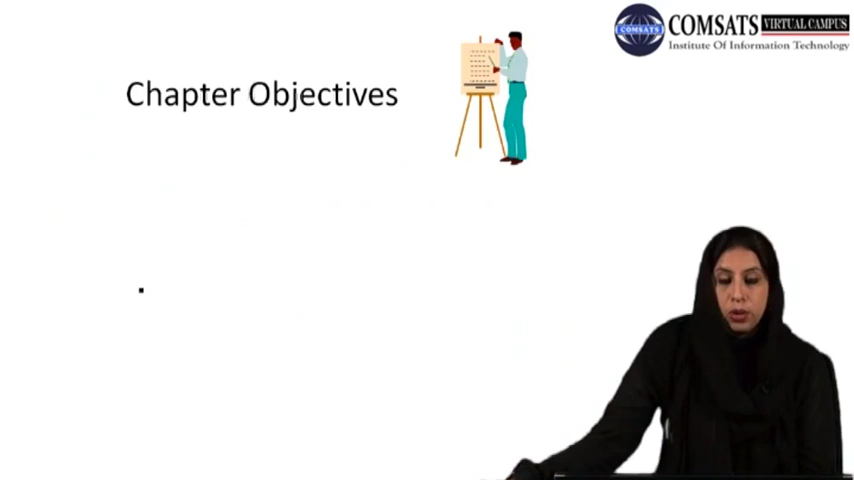 Chapter Objectives
COMSATS
COMSATS VIRTUAL CAMPUS
Institute Of Information Technology